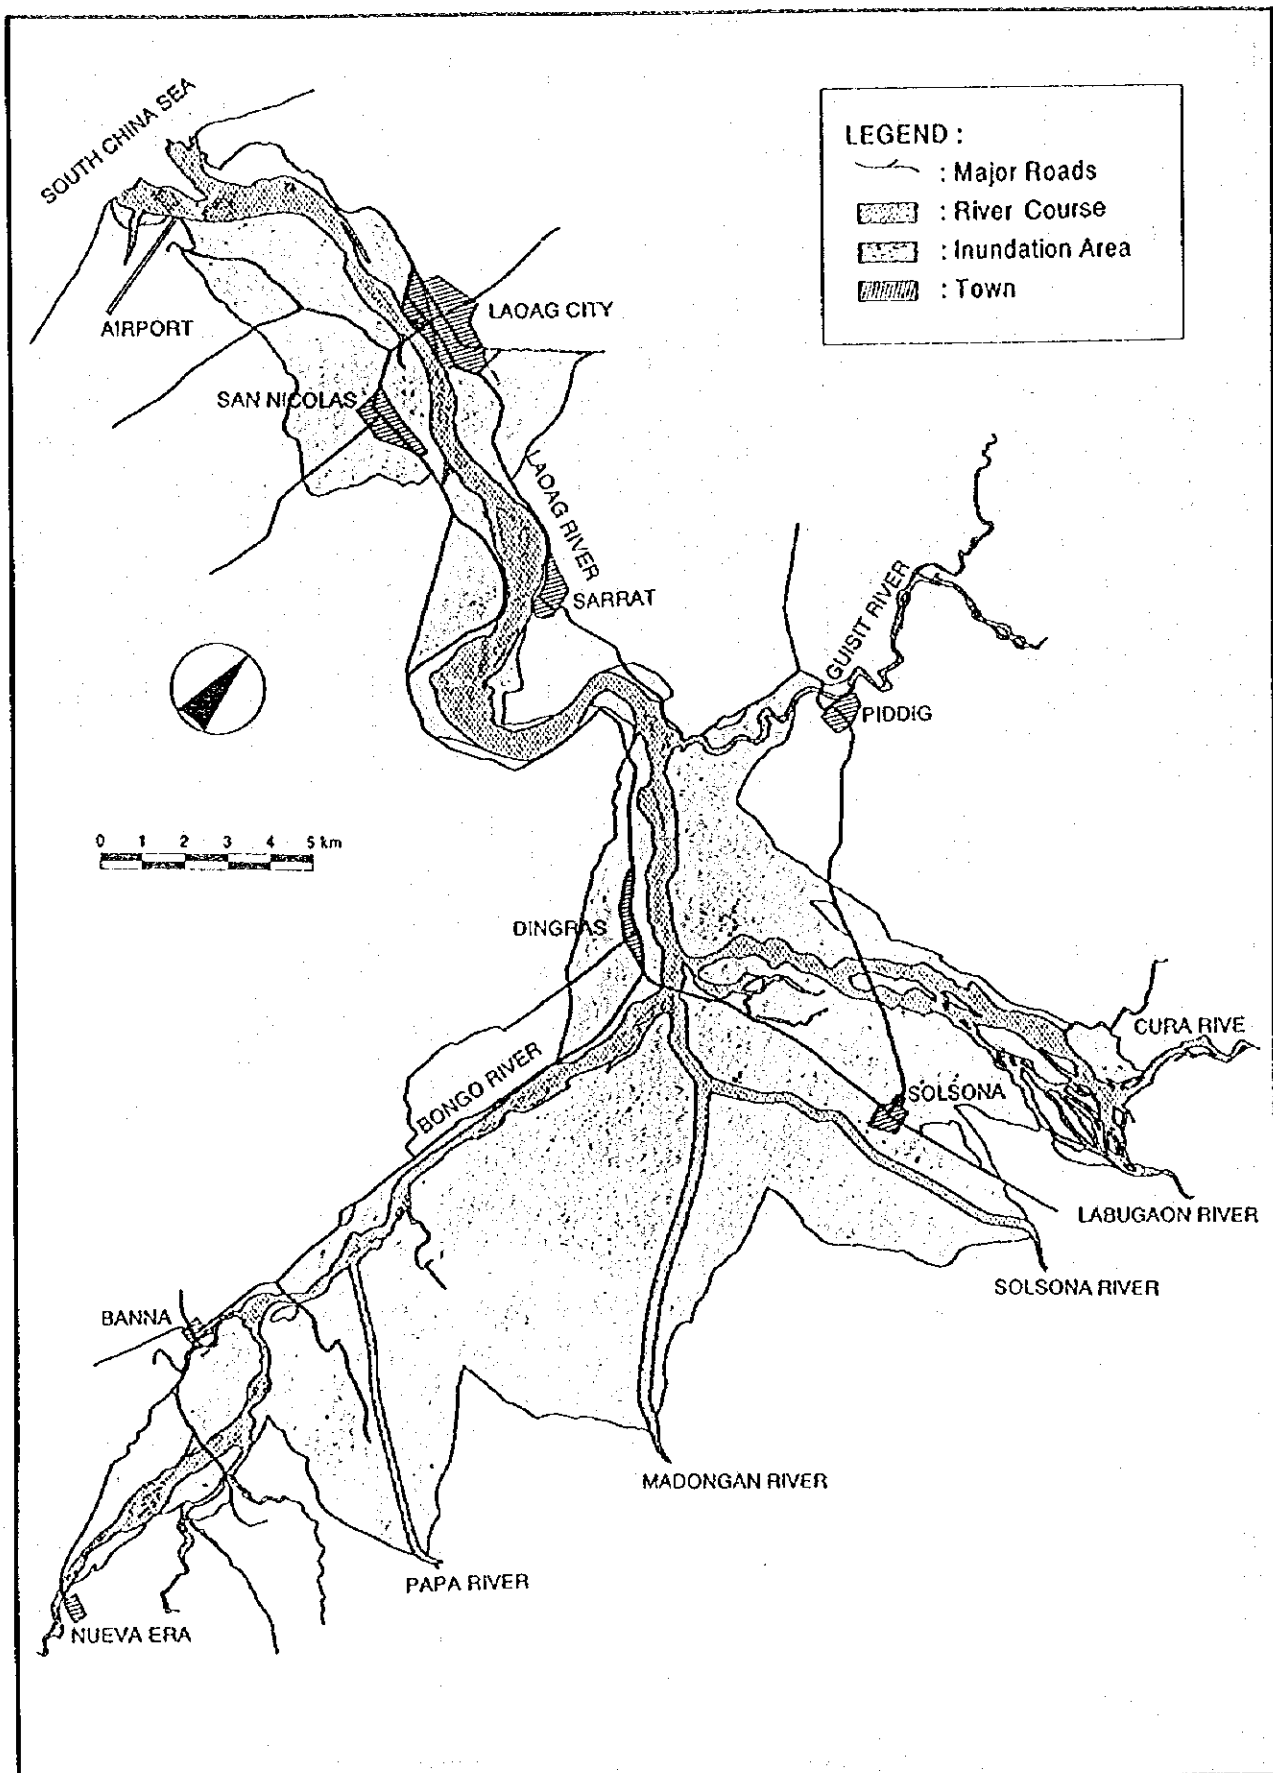 SOUTH CHINA SEA
LEGEND :
: Major Roads
: River Course
: Inundation Area
: Town
AIRPORT
LAOAG CITY
SAN NICOLAS
LAOAG RIVER
SARRAT
GUISIT RIVER
PIDDIG
0 1 2 3 4 5 km
DINGRAS
CURA RIVE
BONGO RIVER
SOLSONA
LABUGAON RIVER
SOLSONA RIVER
BANNA
MADONGAN RIVER
PAPA RIVER
NUEVA ERA